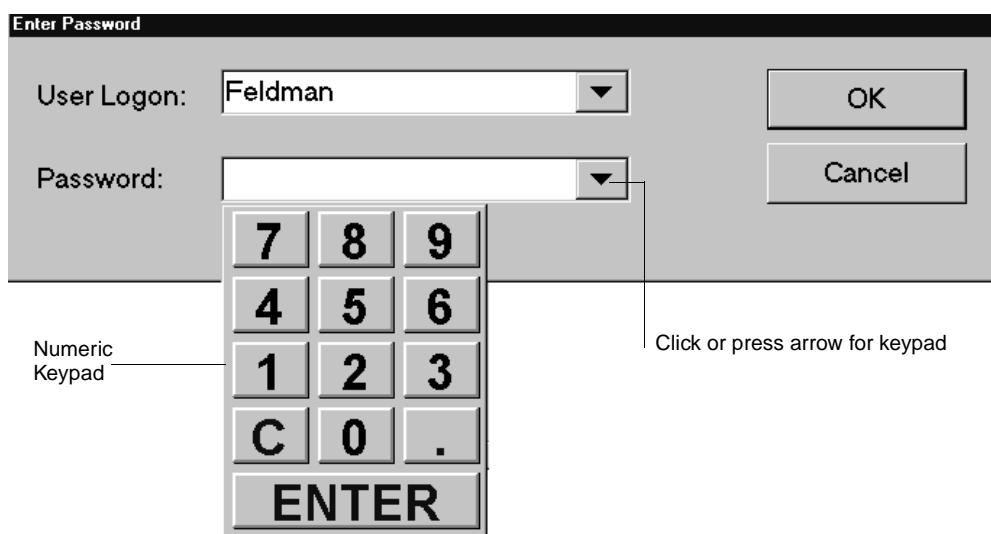 Enter Password
User Logon: Feldman OK
Password: Cancel
7 8 9
4 5 6
1 2 3
C 0 .
ENTER
Numeric
Keypad
Click or press arrow for keypad